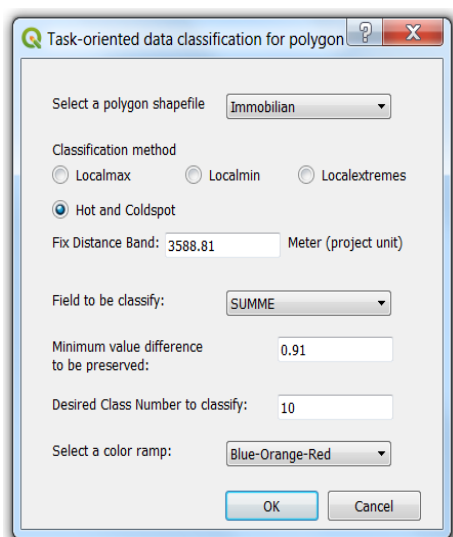 Task-oriented data classification for polygon
Select a polygon shapefile Immobilian
Classification method
Localmax Localmin Localextremes
Hot and Coldspot
Fix Distance Band: 3588.81 Meter (project unit)
Field to be classify: SUMME
Minimum value difference
to be preserved: 0.91
Desired Class Number to classify: 10
Select a color ramp: Blue-Orange-Red
OK Cancel